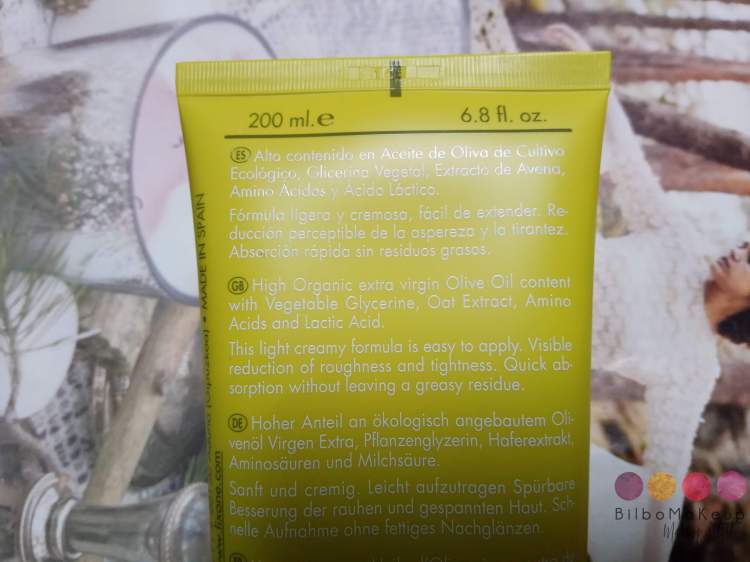 200 ml.e
6.8 fl. oz.
ES Alto contenido en Aceite de Oliva de Cultivo
Ecológico, Glicerina Vegetal, Extracto de Avena,
Amino Acidos y Acido Láctico.
Fórmula ligera y cremosa, fácil de extender. Re-
ducción perceptible de la aspereza y la tirantez.
Absorción rápida sin residuos grasos.
GB High Organic extra virgin Olive Oil content
with Vegetable Glycerine, Oat Extract, Amino
Acids and Lactic Acid.
This light creamy formula is easy to apply. Visible
reduction of roughness and tightness. Quick ab-
sorption without leaving a greasy residue.
DE Hoher Anteil an ökologisch angebautem Oli-
venöl Virgen Extra, Pflanzenglyzerin, Haferextrakt,
Aminosäuren und Milchsäure.
Sanft und cremig. Leicht aufzutragen Spürbare
Besserung der rauhen und gespannten Haut. Sch-
nelle Aufnahme ohne fettiges Nachglänzen.
• MADE IN SPAIN
BilboMakeup